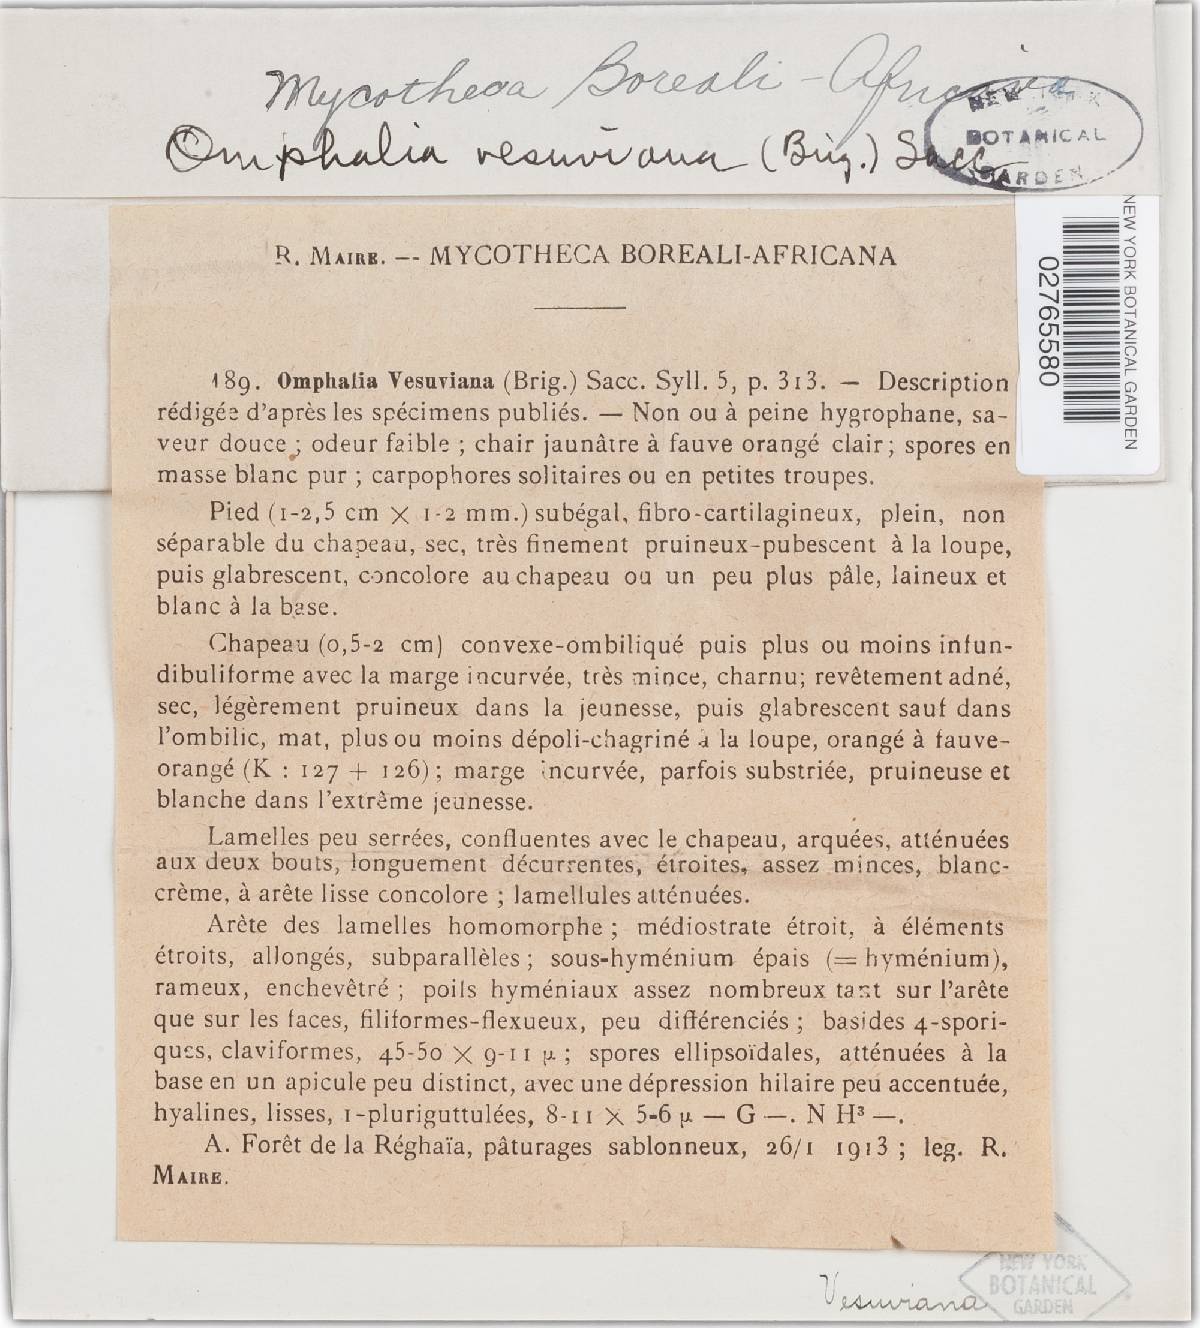 Mycotheca Boreali-Africana
Omphalia vesuviana (Brig.) Sacc.
NEW YORK
BOTANICAL
GARDEN
NEW YORK BOTANICAL GARDEN
02765580
R. MAIRE. -- MYCOTHECA BOREALI-AFRICANA
189. Omphalia Vesuviana (Brig.) Sacc. Syll. 5, p. 313. — Description
rédigée d'après les spécimens publiés. — Non ou à peine hygrophane, sa-
veur douce ; odeur faible ; chair jaunâtre à fauve orangé clair ; spores en
masse blanc pur ; carpophores solitaires ou en petites troupes.
Pied (1-2,5 cm × 1-2 mm.) subégal, fibro-cartilagineux, plein, non
séparable du chapeau, sec, très finement pruineux-pubescent à la loupe,
puis glabrescent, concolore au chapeau ou un peu plus pâle, laineux et
blanc à la base.
Chapeau (0,5-2 cm) convexe-ombiliqué puis plus ou moins infun-
dibuliforme avec la marge incurvée, très mince, charnu; revêtement adné,
sec, légèrement pruineux dans la jeunesse, puis glabrescent sauf dans
l'ombilic, mat, plus ou moins dépoli-chagriné à la loupe, orangé à fauve-
orangé (K : 127 + 126) ; marge incurvée, parfois substriée, pruineuse et
blanche dans l'extrême jeunesse.
Lamelles peu serrées, confluentes avec le chapeau, arquées, atténuées
aux deux bouts, longuement décurrentes, étroites, assez minces, blanc-
crème, à arête lisse concolore ; lamellules atténuées.
Arête des lamelles homomorphe ; médiostrate étroit, à éléments
étroits, allongés, subparallèles ; sous-hyménium épais (= hyménium),
rameux, enchevêtré ; poils hyméniaux assez nombreux tant sur l'arête
que sur les faces, filiformes-flexueux, peu différenciés ; basides 4-spori-
ques, claviformes, 45-50 × 9-11 µ ; spores ellipsoïdales, atténuées à la
base en un apicule peu distinct, avec une dépression hilaire peu accentuée,
hyalines, lisses, 1-pluriguttulées, 8-11 × 5-6 µ — G —. N H³ —.
A. Forêt de la Réghaïa, pâturages sablonneux, 26/1 1913 ; leg. R.
MAIRE.
NEW YORK
BOTANICAL
GARDEN
Vesuviana